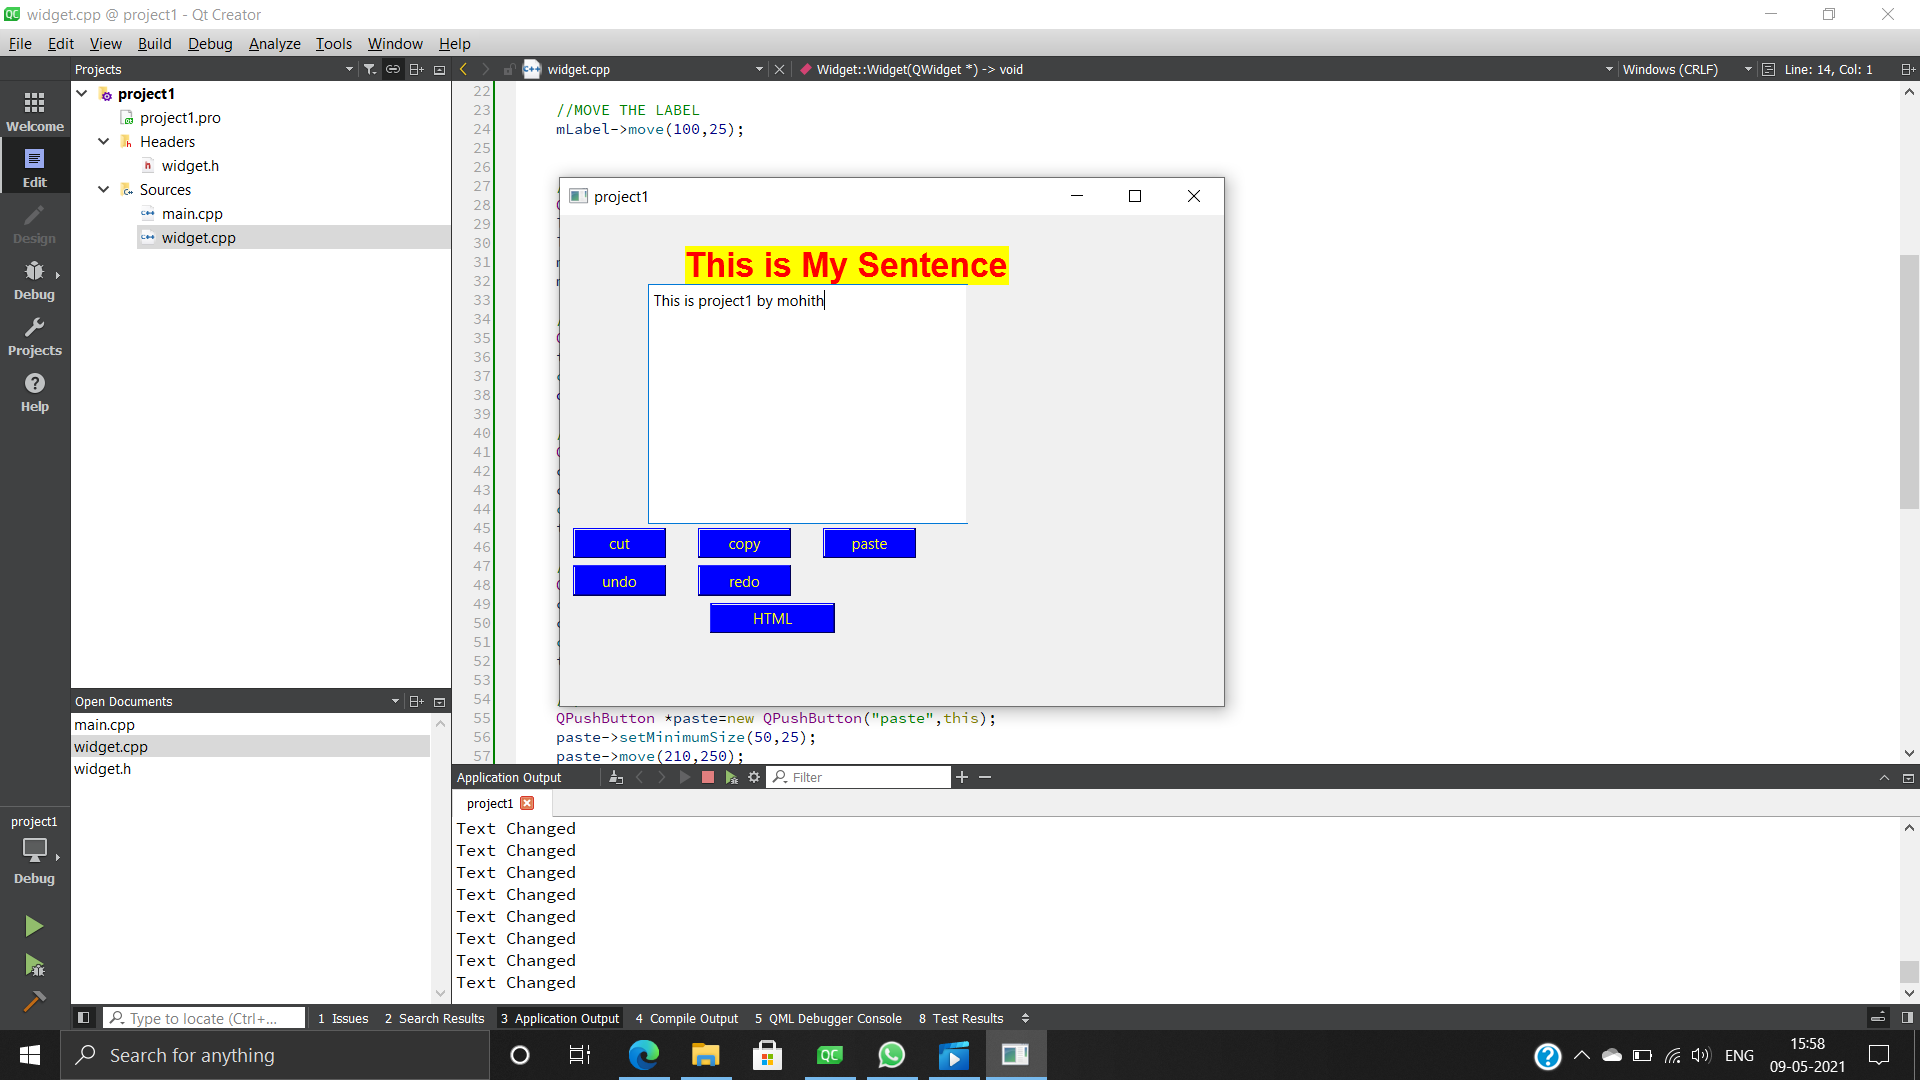 widget.cpp @ project1 - Qt Creator
File Edit View Build Debug Analyze Tools Window Help
Projects
widget.cpp
Widget::Widget(QWidget *) -> void
Windows (CRLF)
Line: 14, Col: 1
Welcome
Edit
Design
Debug
Projects
Help
project1
project1.pro
Headers
widget.h
Sources
main.cpp
widget.cpp
22
23 //MOVE THE LABEL
24 mLabel->move(100,25);
25
26
27
28
29
30
31
32
33
34
35
36
37
38
39
40
41
42
43
44
45
46
47
48
49
50
51
52
53
54
55 QPushButton *paste=new QPushButton("paste",this);
56 paste->setMinimumSize(50,25);
57 paste->move(210,250);
project1
This is My Sentence
This is project1 by mohith
cut copy paste
undo redo
HTML
Open Documents
main.cpp
widget.cpp
widget.h
Application Output
Filter
project1
Text Changed
Text Changed
Text Changed
Text Changed
Text Changed
Text Changed
Text Changed
Text Changed
project1
Debug
Type to locate (Ctrl+...
1 Issues 2 Search Results 3 Application Output 4 Compile Output 5 QML Debugger Console 8 Test Results
Search for anything
QC
ENG
15:58
09-05-2021